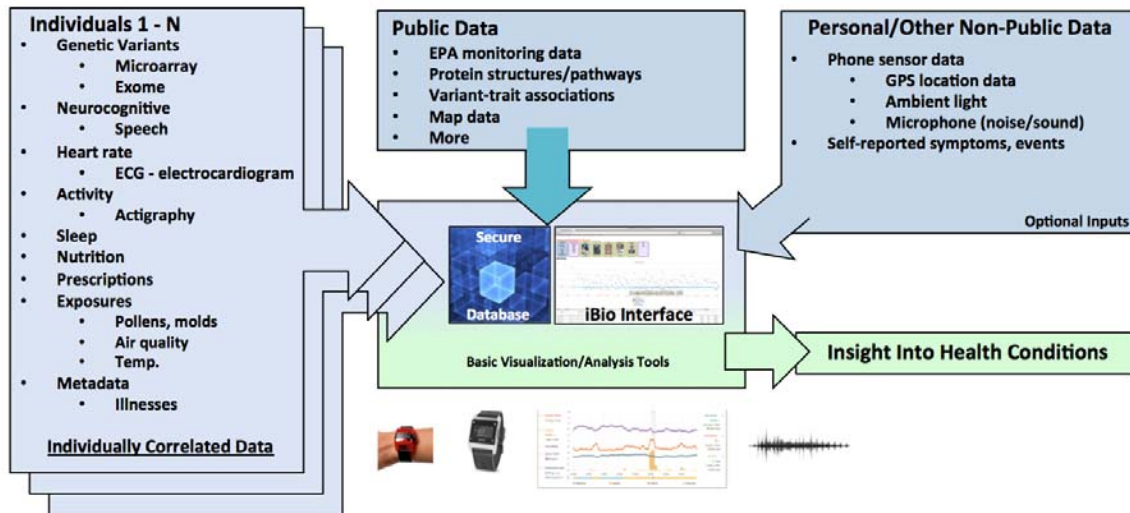 Individuals 1 - N
• Genetic Variants
• Microarray
• Exome
• Neurocognitive
• Speech
• Heart rate
• ECG - electrocardiogram
• Activity
• Actigraphy
• Sleep
• Nutrition
• Prescriptions
• Exposures
• Pollens, molds
• Air quality
• Temp.
• Metadata
• Illnesses
Individually Correlated Data
Public Data
• EPA monitoring data
• Protein structures/pathways
• Variant-trait associations
• Map data
• More
Personal/Other Non-Public Data
• Phone sensor data
• GPS location data
• Ambient light
• Microphone (noise/sound)
• Self-reported symptoms, events
Optional Inputs
Secure
Database
iBio Interface
Basic Visualization/Analysis Tools
Insight Into Health Conditions